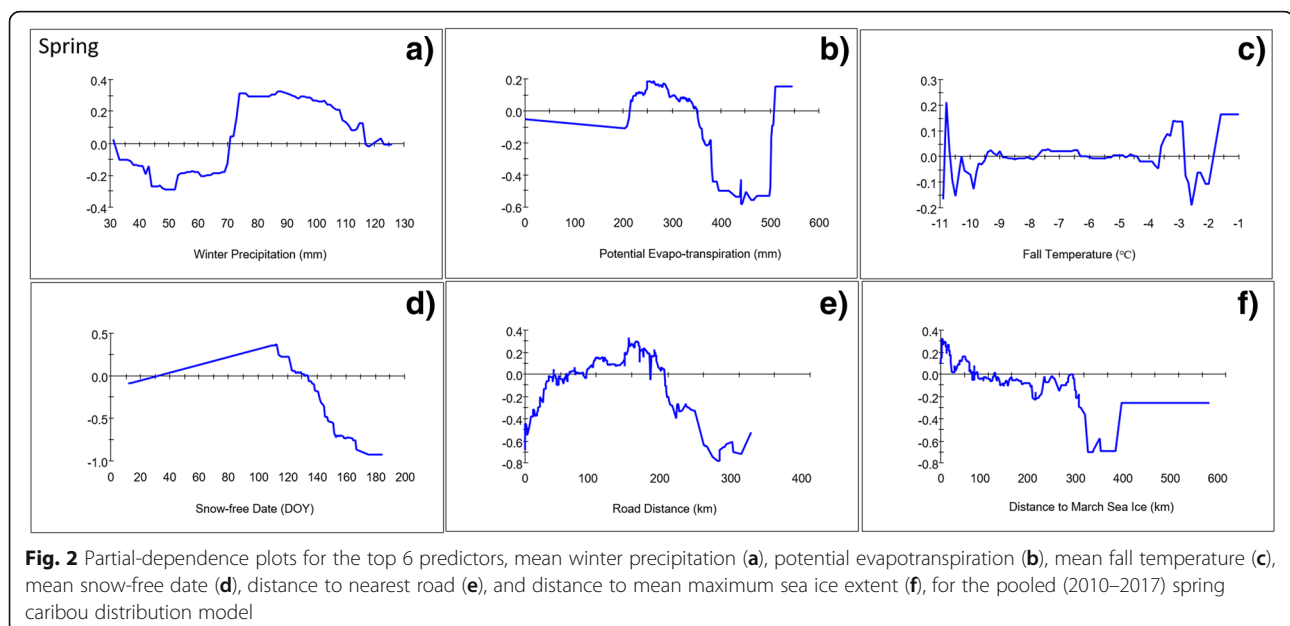 Spring
a)
0.4
0.2
0.0
-0.2
-0.4
30 40 50 60 70 80 90 100 110 120 130
Winter Precipitation (mm)
b)
0.2
0.0
-0.2
-0.4
-0.6
0 100 200 300 400 500 600
Potential Evapo-transpiration (mm)
c)
0.3
0.2
0.1
0.0
-0.1
-0.2
-11 -10 -9 -8 -7 -6 -5 -4 -3 -2 -1
Fall Temperature (°C)
d)
0.5
0.0
-0.5
-1.0
0 20 40 60 80 100 120 140 160 180 200
Snow-free Date (DOY)
e)
0.4
0.2
0.0
-0.2
-0.4
-0.6
-0.8
0 100 200 300 400
Road Distance (km)
f)
0.4
0.2
0.0
-0.2
-0.4
-0.6
-0.8
0 100 200 300 400 500 600
Distance to March Sea Ice (km)
Fig. 2 Partial-dependence plots for the top 6 predictors, mean winter precipitation (a), potential evapotranspiration (b), mean fall temperature (c),
mean snow-free date (d), distance to nearest road (e), and distance to mean maximum sea ice extent (f), for the pooled (2010–2017) spring
caribou distribution model